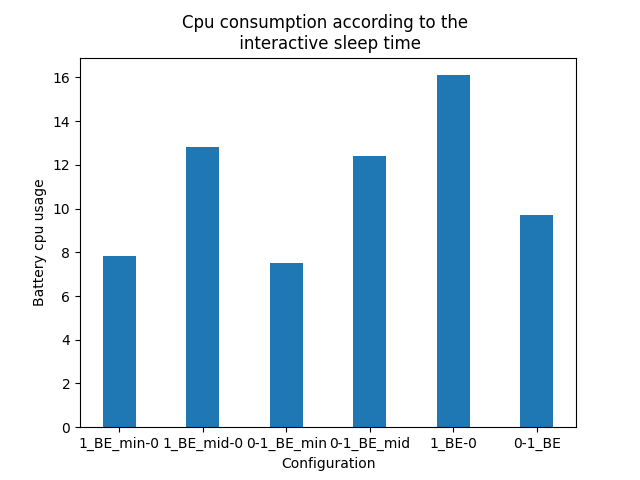 Cpu consumption according to the
interactive sleep time
Battery cpu usage
16
14
12
10
8
6
4
2
0
1_BE_min-0 1_BE_mid-0 0-1_BE_min 0-1_BE_mid 1_BE-0 0-1_BE
Configuration